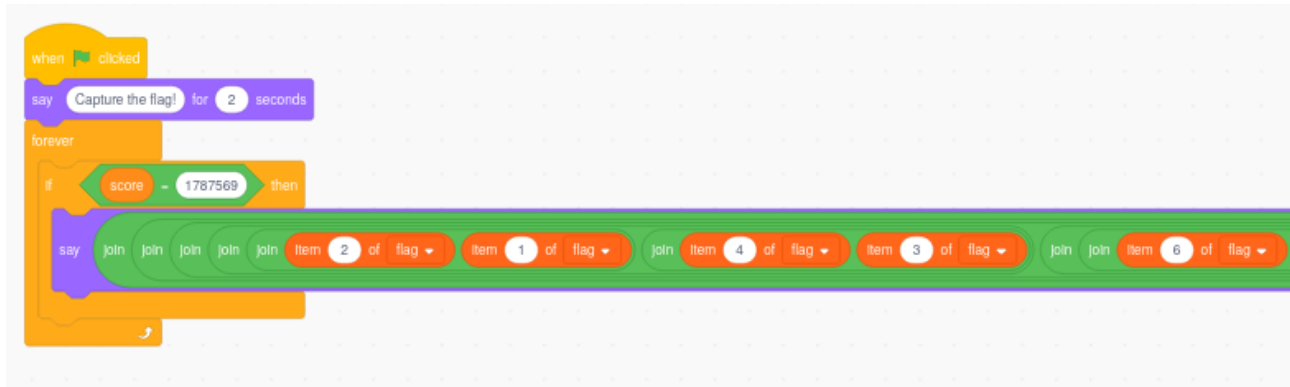 when clicked
say Capture the flag! for 2 seconds
forever
if score = 1787569 then
say join join join join join item 2 of flag item 1 of flag join item 4 of flag item 3 of flag join join item 6 of flag